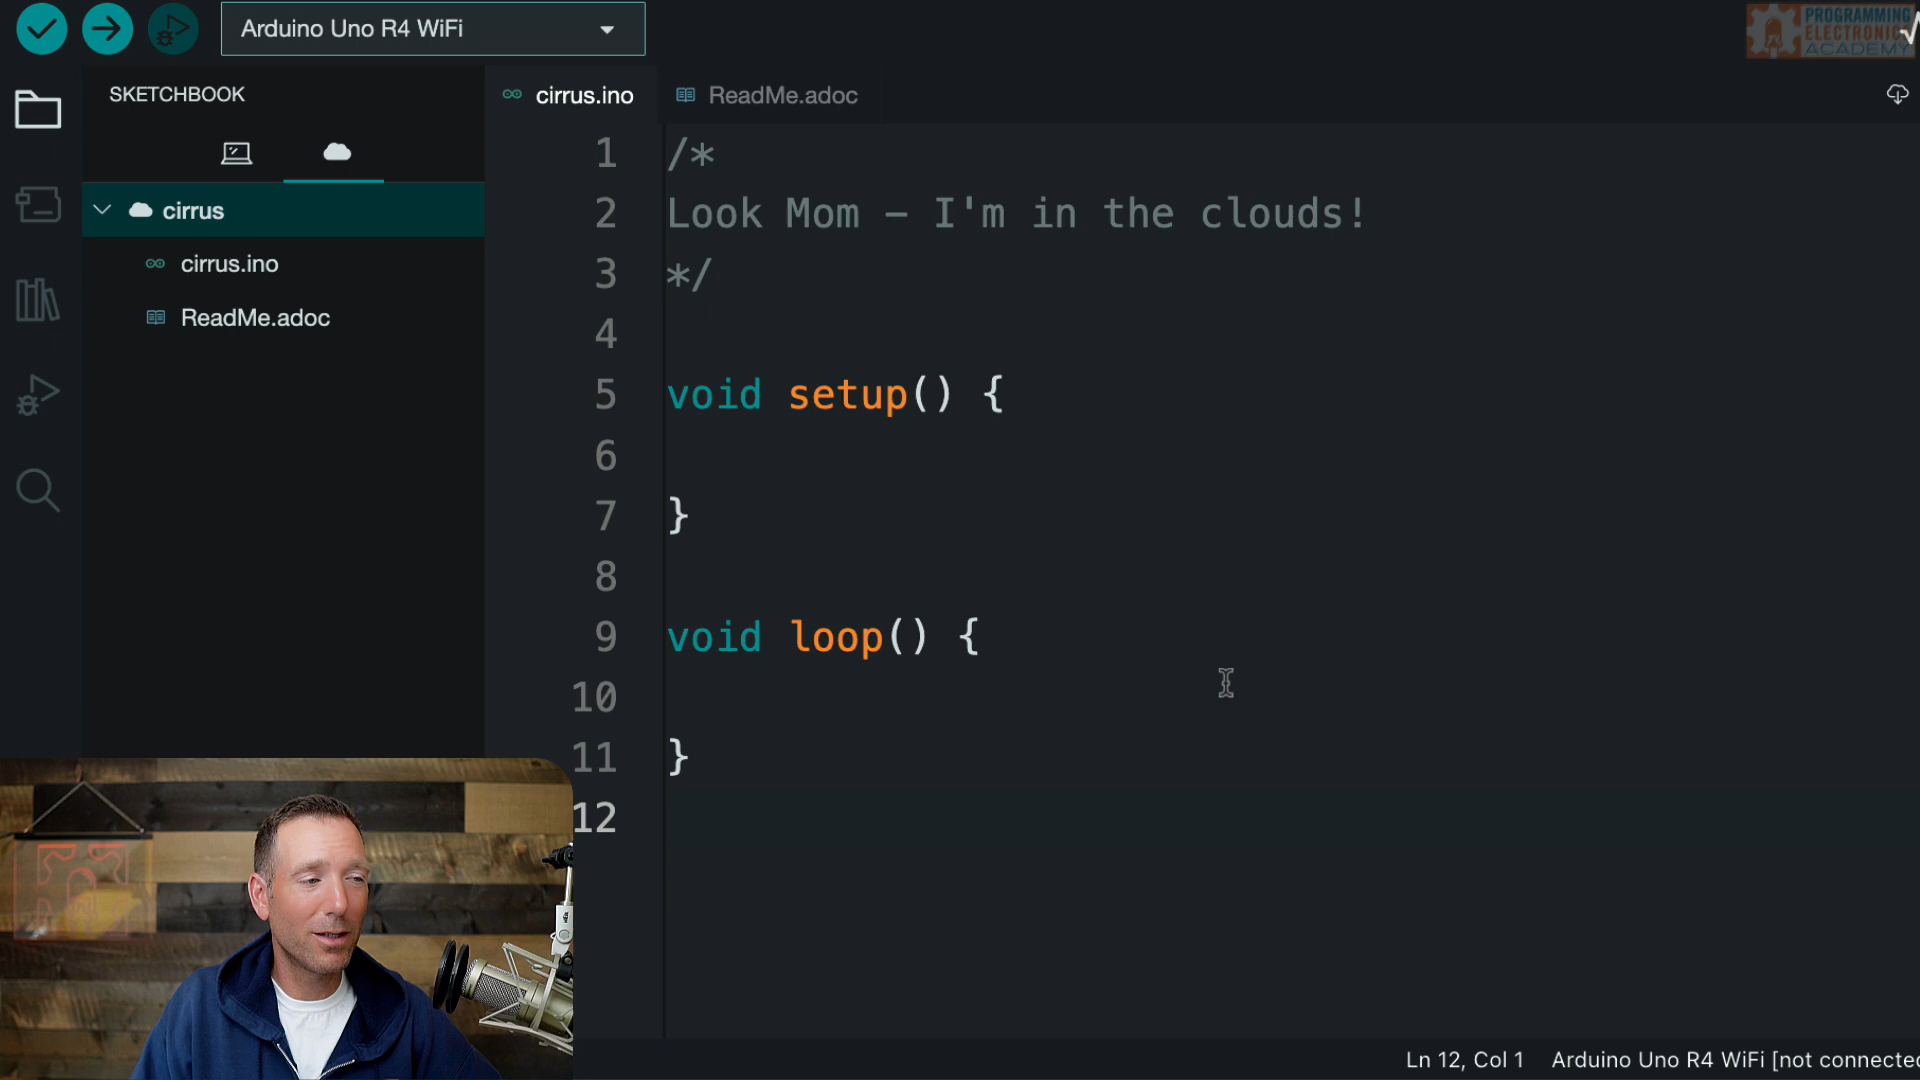 Arduino Uno R4 WiFi
PROGRAMMING
ELECTRONICS
ACADEMY
SKETCHBOOK
cirrus.ino
ReadMe.adoc
cirrus
cirrus.ino
ReadMe.adoc
1 /*
2 Look Mom – I'm in the clouds!
3 */
4
5 void setup() {
6
7 }
8
9 void loop() {
10
11 }
12
Ln 12, Col 1 Arduino Uno R4 WiFi [not connected